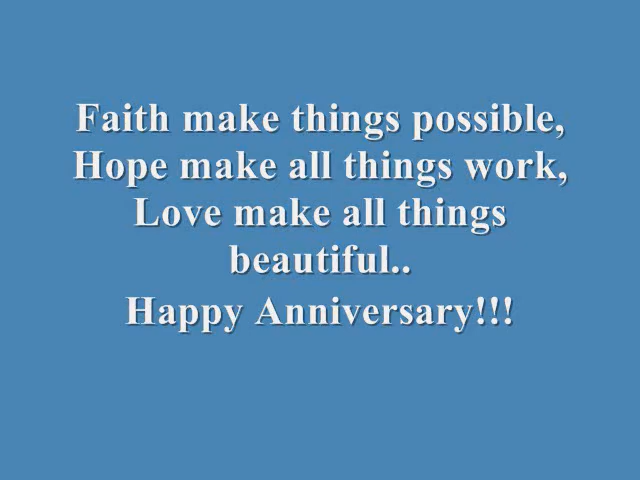 Faith make things possible,
Hope make all things work,
Love make all things
beautiful..
Happy Anniversary!!!